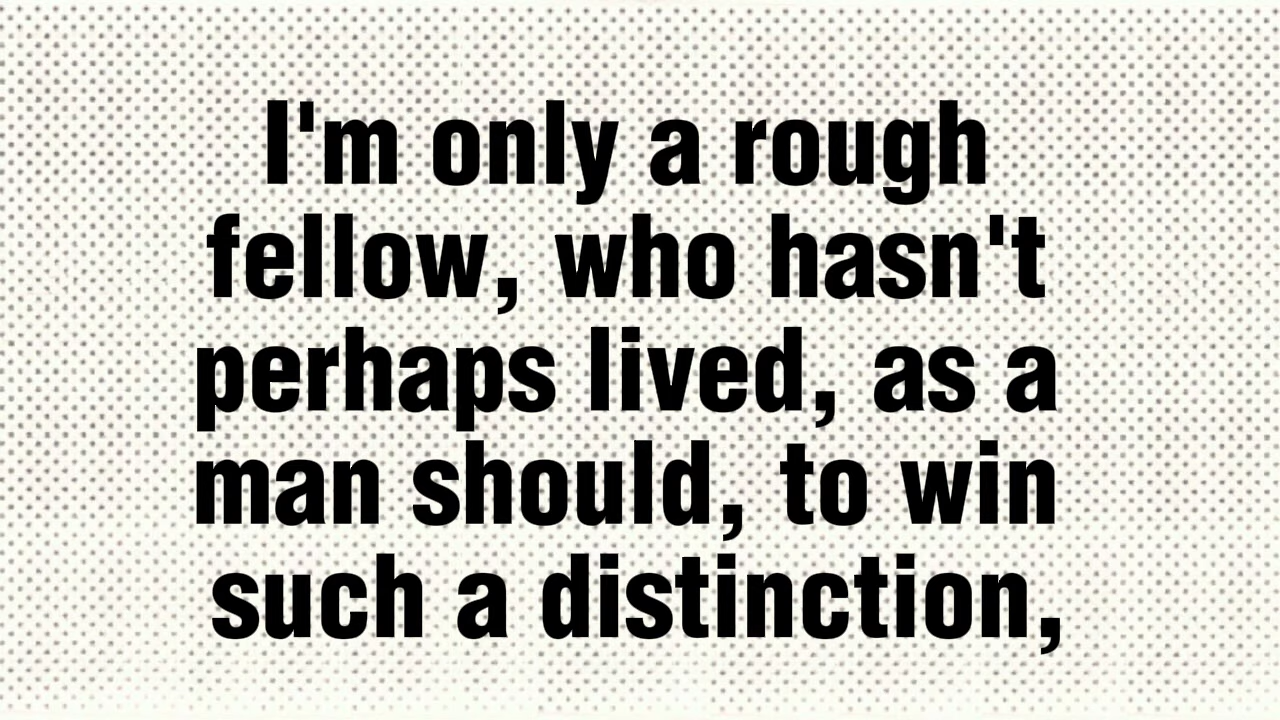 I'm only a rough
fellow, who hasn't
perhaps lived, as a
man should, to win
such a distinction,